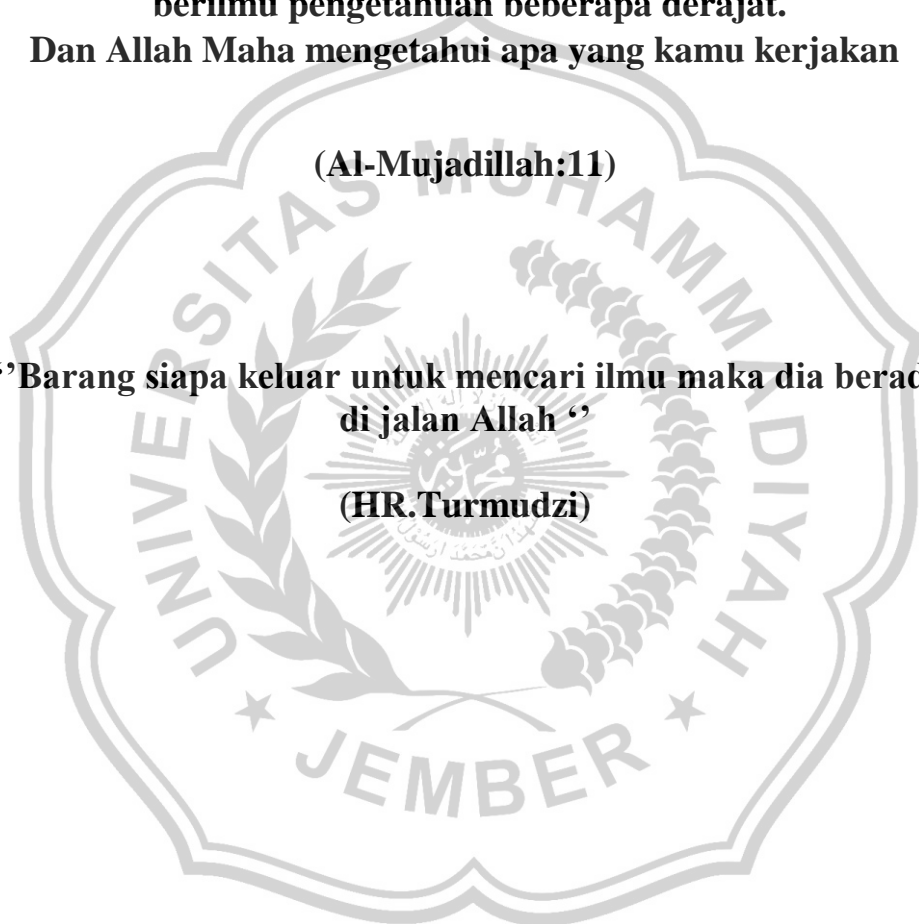 berilmu pengetahuan beberapa derajat.
Dan Allah Maha mengetahui apa yang kamu kerjakan
(Al-Mujadillah:11)
‘’Barang siapa keluar untuk mencari ilmu maka dia berad
di jalan Allah ‘’
(HR.Turmudzi)
UNIVERSITAS MUHAMMADIYAH
JEMBER